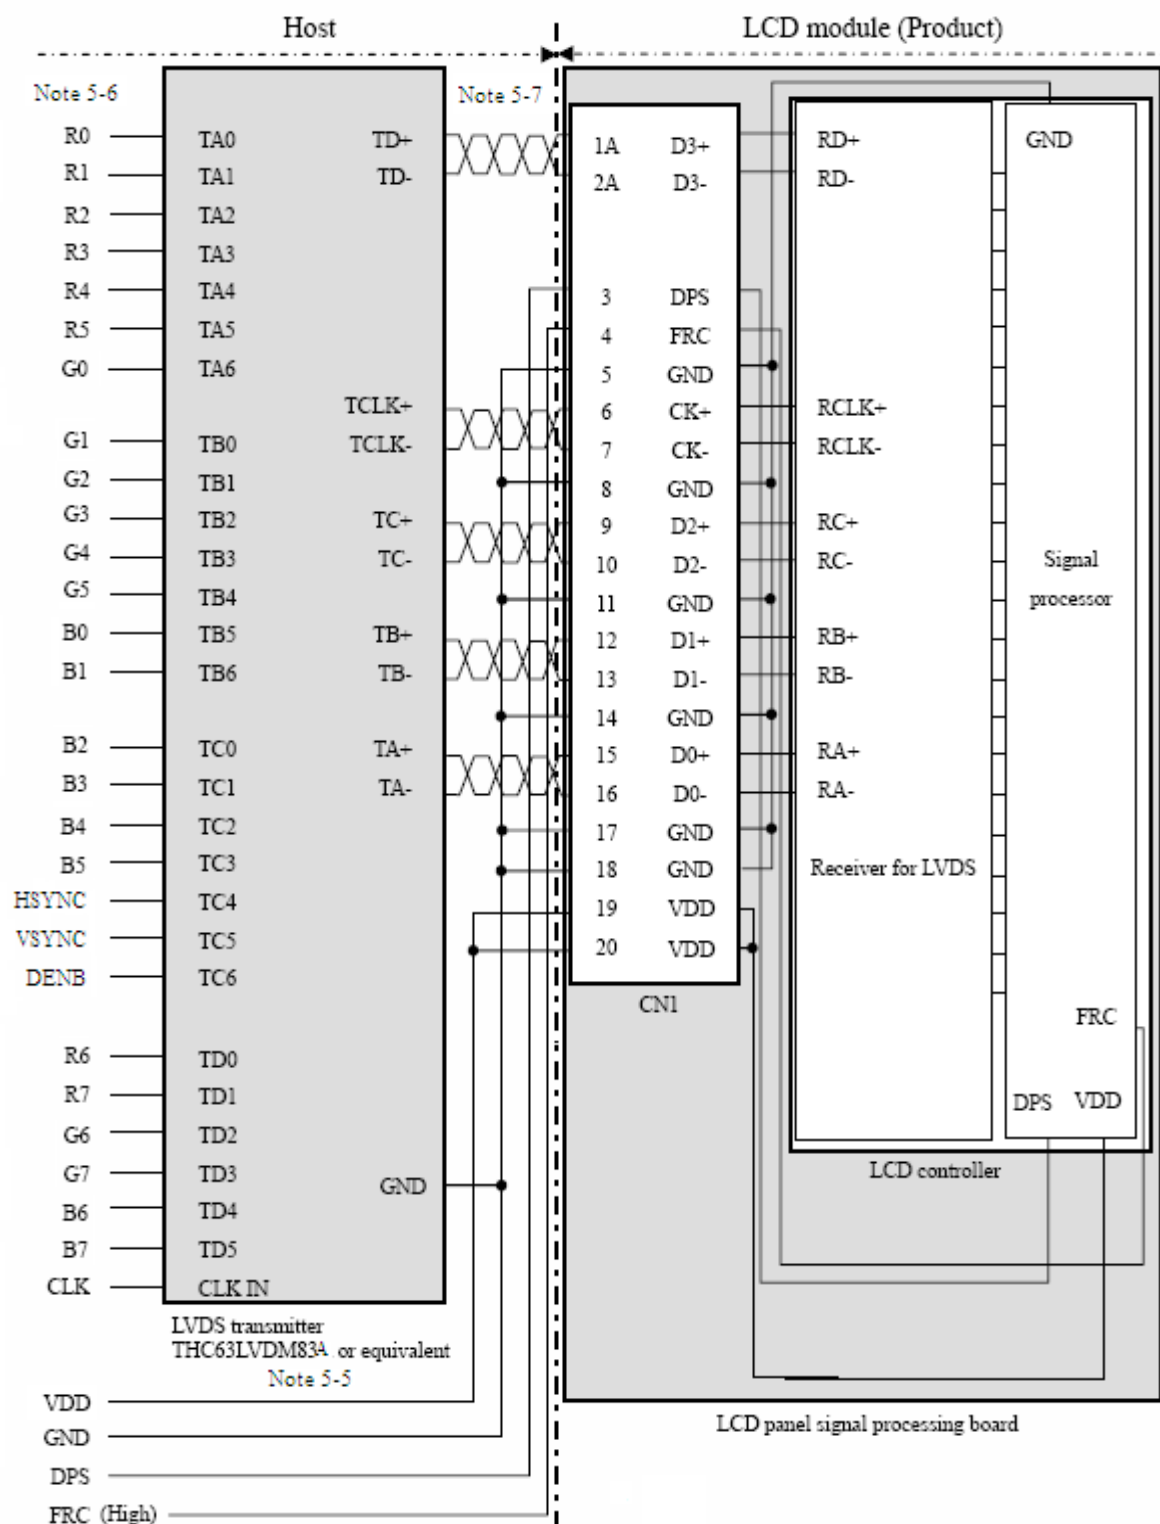 Host
LCD module (Product)
Note 5-6
Note 5-7
R0 TA0 TD+ 1A D3+ RD+ GND
R1 TA1 TD- 2A D3- RD-
R2 TA2
R3 TA3
R4 TA4 3 DPS
R5 TA5 4 FRC
G0 TA6 5 GND
TCLK+ 6 CK+ RCLK+
G1 TB0 TCLK- 7 CK- RCLK-
G2 TB1 8 GND
G3 TB2 TC+ 9 D2+ RC+
G4 TB3 TC- 10 D2- RC- Signal
G5 TB4 11 GND processor
B0 TB5 TB+ 12 D1+ RB+
B1 TB6 TB- 13 D1- RB-
14 GND
B2 TC0 TA+ 15 D0+ RA+
B3 TC1 TA- 16 D0- RA-
B4 TC2 17 GND
B5 TC3 18 GND Receiver for LVDS
HSYNC TC4 19 VDD
VSYNC TC5 20 VDD
DENB TC6
CN1
FRC
R6 TD0
R7 TD1 DPS VDD
G6 TD2
G7 TD3 GND LCD controller
B6 TD4
B7 TD5
CLK CLK IN
LVDS transmitter
THC63LVDM83A or equivalent
Note 5-5
VDD
LCD panel signal processing board
GND
DPS
FRC (High)